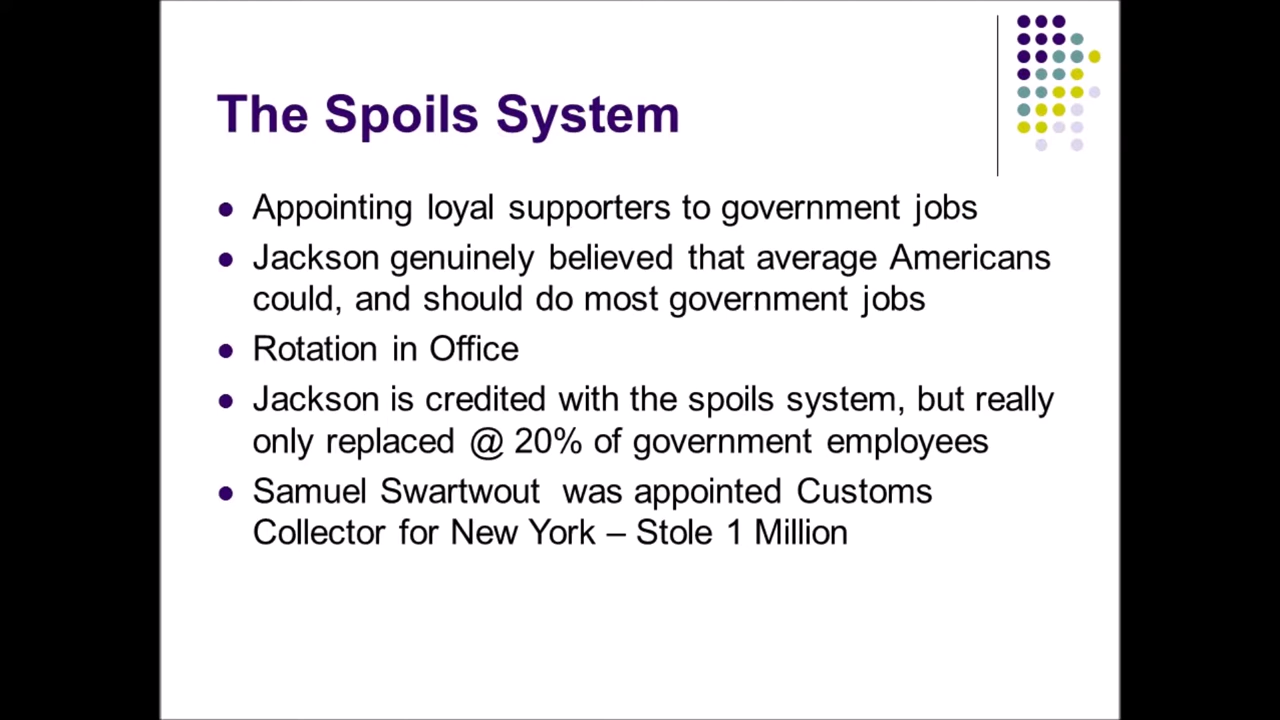 The Spoils System
Appointing loyal supporters to government jobs
Jackson genuinely believed that average Americans
could, and should do most government jobs
Rotation in Office
Jackson is credited with the spoils system, but really
only replaced @ 20% of government employees
Samuel Swartwout  was appointed Customs
Collector for New York – Stole 1 Million